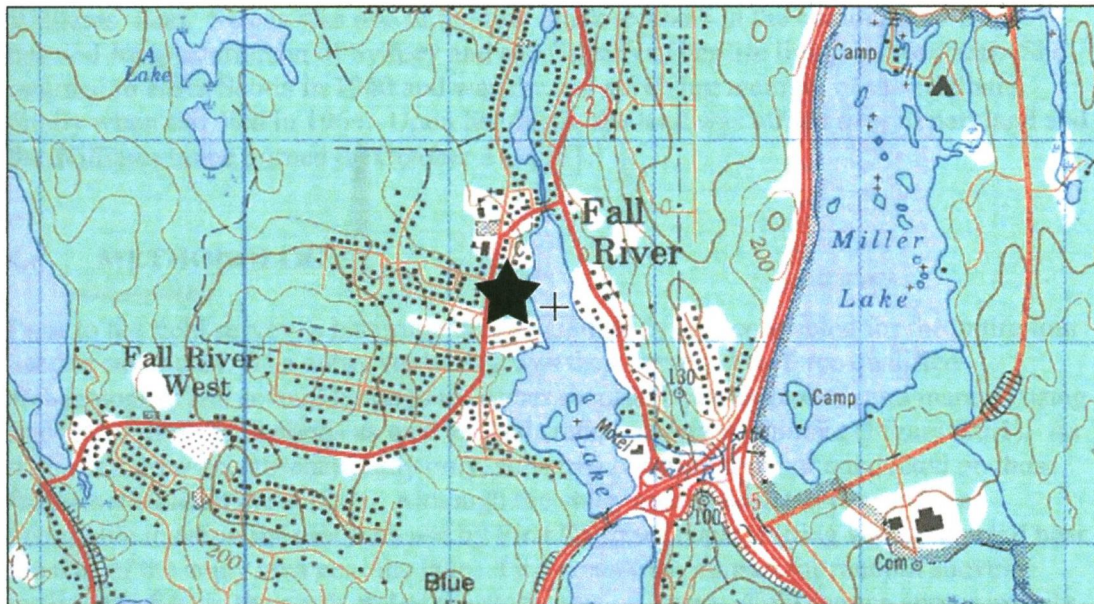 Road
A
Lake
2
Camp
Fall
River
200
Miller
Lake
Fall River
West
130
Camp
Motel
Lake
5
100
200
Blue
Com